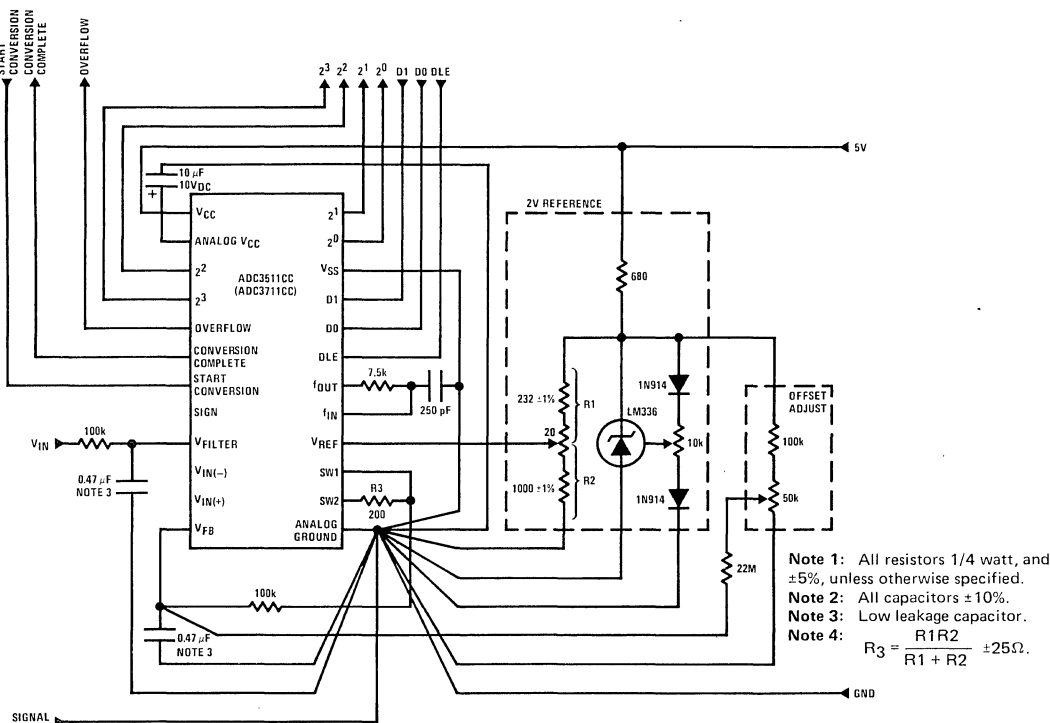 START
CONVERSION
CONVERSION
COMPLETE
OVERFLOW
2³ 2² 2¹ 2⁰ D1 D0 DLE
5V
10 µF
10VDC
+
2V REFERENCE
VCC
ANALOG VCC
2²
2³
OVERFLOW
CONVERSION
COMPLETE
START
CONVERSION
SIGN
VFILTER
VIN(−)
VIN(+)
VFB
ADC3511CC
(ADC3711CC)
2¹
2⁰
VSS
D1
D0
DLE
fOUT
fIN
VREF
SW1
SW2
ANALOG
GROUND
680
7.5k
250 pF
232 ±1%
R1
20
R2
1000 ±1%
LM336
1N914
10k
1N914
OFFSET
ADJUST
100k
50k
VIN
100k
0.47 µF
NOTE 3
R3
200
22M
100k
0.47 µF
NOTE 3
Note 1: All resistors 1/4 watt, and
±5%, unless otherwise specified.
Note 2: All capacitors ±10%.
Note 3: Low leakage capacitor.
Note 4:
R3 = R1R2 / R1 + R2 ±25Ω.
GND
SIGNAL